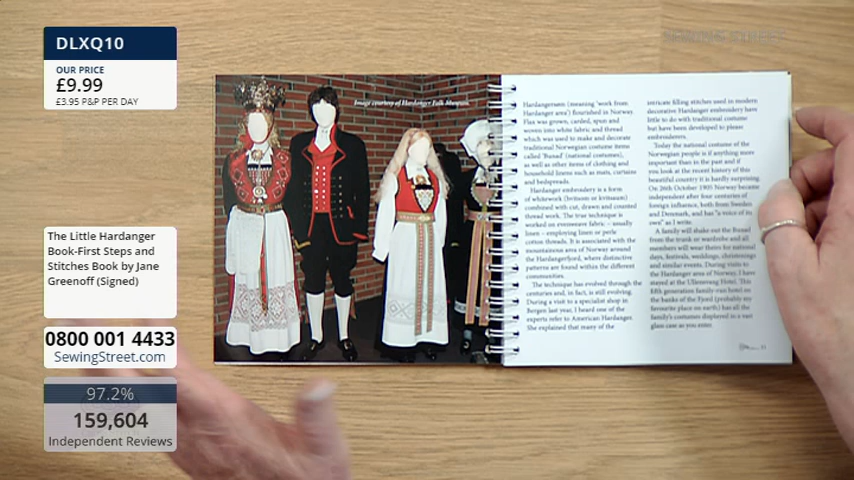 DLXQ10
OUR PRICE
£9.99
£3.95 P&P PER DAY
The Little Hardanger
Book-First Steps and
Stitches Book by Jane
Greenoff (Signed)
0800 001 4433
SewingStreet.com
97.2%
159,604
Independent Reviews
SEWING STREET
Image courtesy of Hardanger Folk Museum.
Hardangersøm (meaning 'work from
Hardanger area') flourished in Norway.
Flax was grown, carded, spun and
woven into white fabric and thread
which was used to make and decorate
traditional Norwegian costume items
called 'Bunad' (national costumes),
as well as other items of clothing and
household linens such as mats, curtains
and bedspreads.
Hardanger embroidery is a form
of whitework (hvitsom or kvitsaum)
combined with cut, drawn and counted
thread work. The true technique is
worked on evenweave fabric – usually
linen – employing linen or perle
cotton threads. It is associated with the
mountainous area of Norway around
the Hardangerfjord, where distinctive
patterns are found within the different
communities.
The technique has evolved through the
centuries and, in fact, is still evolving.
During a visit to a specialist shop in
Bergen last year, I heard one of the
experts refer to American Hardanger.
She explained that many of the
intricate filling stitches used in modern
decorative Hardanger embroidery have
little to do with traditional costume
but have been developed to please
embroiderers.
Today the national costume of the
Norwegian people is if anything more
important than in the past and if
you look at the recent history of this
beautiful country it is hardly surprising.
On 26th October 1905 Norway became
independent after four centuries of
foreign influence, both from Sweden
and Denmark, and has "a voice of its
own" as I write.
A family will shake out the Bunad
from the trunk or wardrobe and all
members will wear theirs for national
days, festivals, weddings, christenings
and similar events. During visits to
the Hardanger area of Norway, I have
stayed at the Ullensvang Hotel. This
fifth generation family-run hotel on
the banks of the Fjord (probably my
favourite place on earth) has all the
family's costumes displayed in a vast
glass case as you enter.